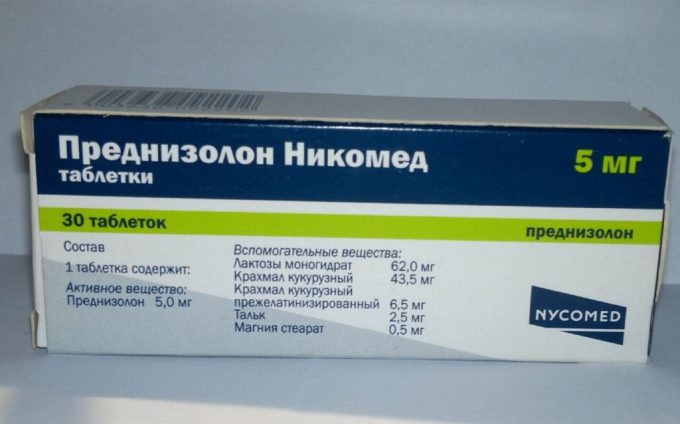 Преднизолон Никомед
таблетки
5 мг
30 таблеток
преднизолон
Состав
1 таблетка содержит:
Активное вещество:
Преднизолон 5,0 мг
Вспомогательные вещества:
Лактозы моногидрат 62,0 мг
Крахмал кукурузный 43,5 мг
Крахмал кукурузный
прежелатинизированный 6,5 мг
Тальк 2,5 мг
Магния стеарат 0,5 мг
NYCOMED